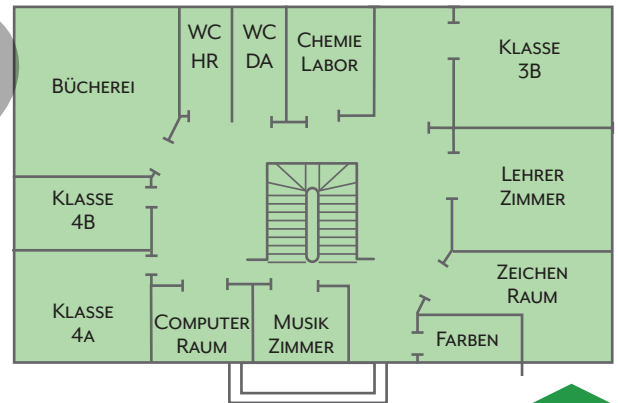 WC
HR
WC
DA
CHEMIE
LABOR
KLASSE
3B
BÜCHEREI
LEHRER
ZIMMER
KLASSE
4B
ZEICHEN
RAUM
KLASSE
4A
COMPUTER
RAUM
MUSIK
ZIMMER
FARBEN